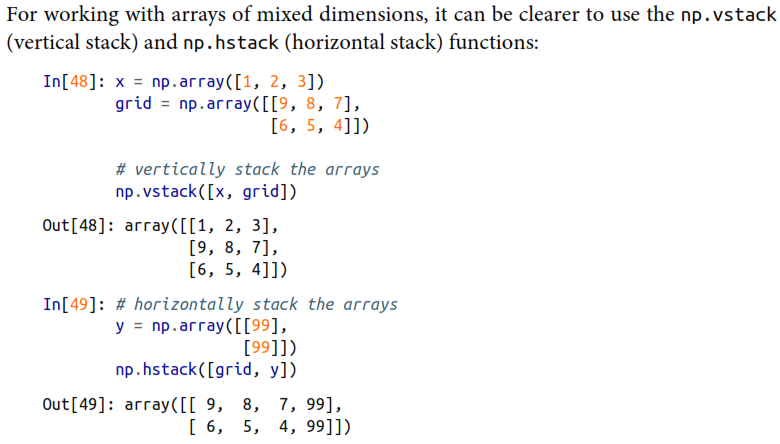 For working with arrays of mixed dimensions, it can be clearer to use the np.vstack
(vertical stack) and np.hstack (horizontal stack) functions:
In[48]: x = np.array([1, 2, 3])
        grid = np.array([[9, 8, 7],
                         [6, 5, 4]])
        # vertically stack the arrays
        np.vstack([x, grid])
Out[48]: array([[1, 2, 3],
                [9, 8, 7],
                [6, 5, 4]])
In[49]: # horizontally stack the arrays
        y = np.array([[99],
                      [99]])
        np.hstack([grid, y])
Out[49]: array([[ 9,  8,  7, 99],
                [ 6,  5,  4, 99]])